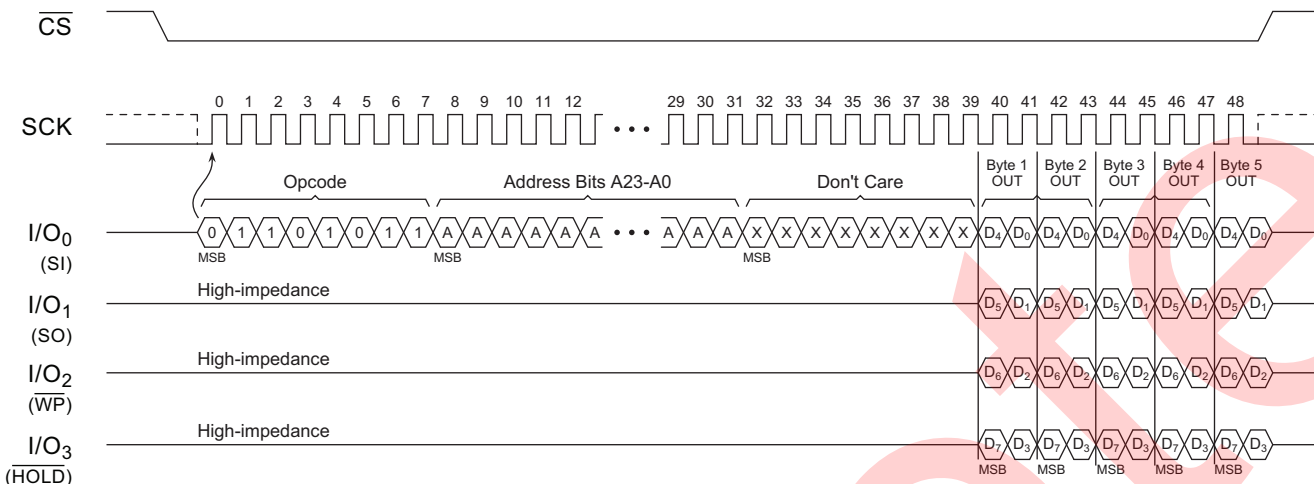 CS
0 1 2 3 4 5 6 7 8 9 10 11 12 29 30 31 32 33 34 35 36 37 38 39 40 41 42 43 44 45 46 47 48
SCK
Opcode Address Bits A23-A0 Don't Care Byte 1 OUT Byte 2 OUT Byte 3 OUT Byte 4 OUT Byte 5 OUT
I/O0 (SI) 0 1 1 0 1 0 1 1 A A A A A A • • • A A A X X X X X X X X D4 D0 D4 D0 D4 D0 D4 D0 D4 D0
MSB MSB MSB
High-impedance
I/O1 (SO) D5 D1 D5 D1 D5 D1 D5 D1 D5 D1
High-impedance
I/O2 (WP) D6 D2 D6 D2 D6 D2 D6 D2 D6 D2
High-impedance
I/O3 (HOLD) D7 D3 D7 D3 D7 D3 D7 D3 D7 D3
MSB MSB MSB MSB MSB